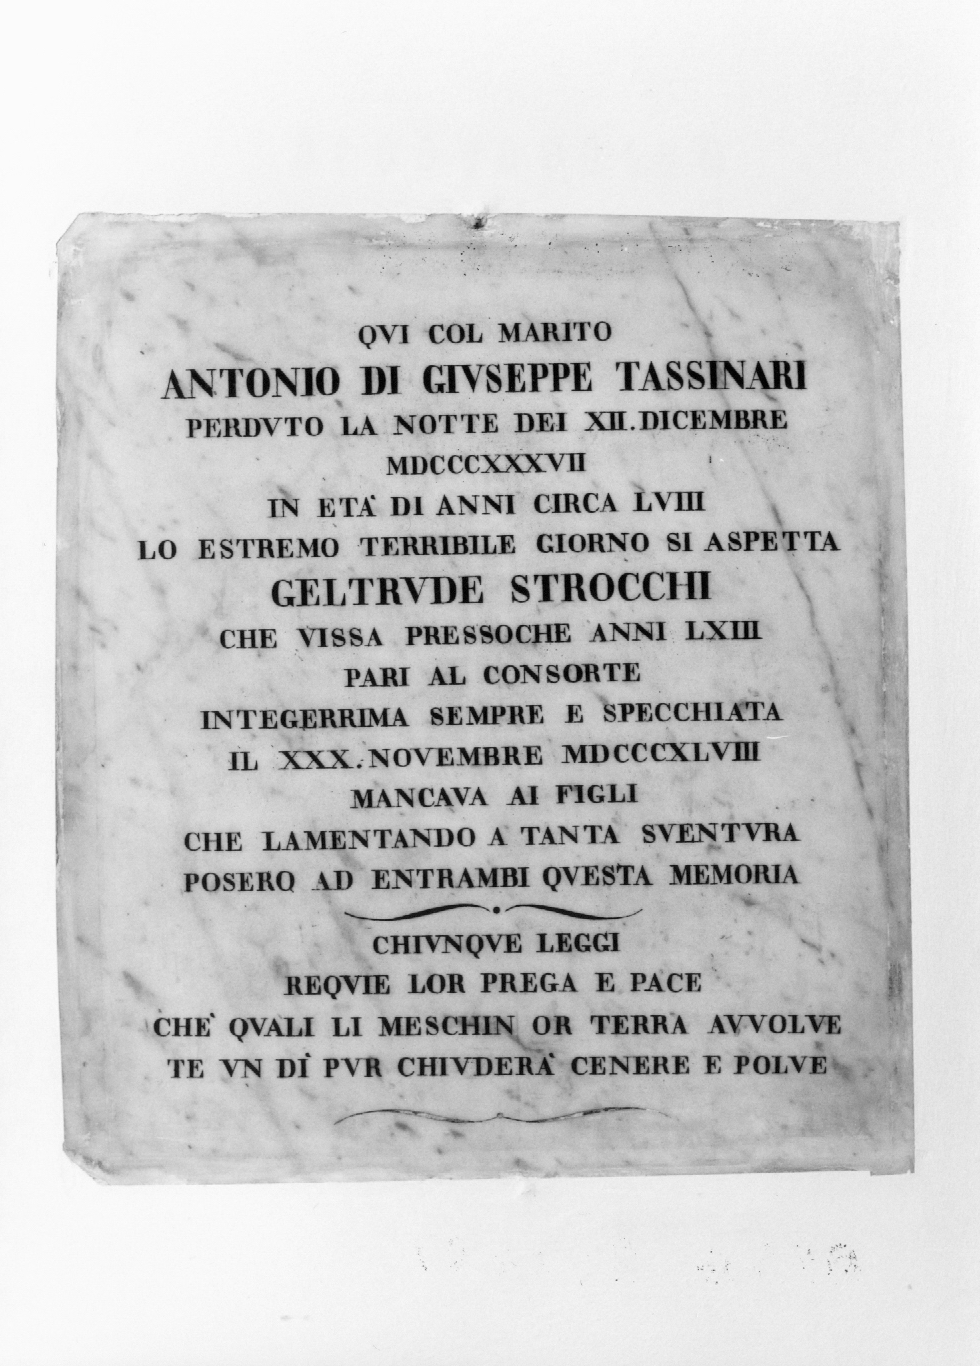 QVI COL MARITO
ANTONIO DI GIVSEPPE TASSINARI
PERDVTO LA NOTTE DEI XII. DICEMBRE
MDCCCXXXVII
IN ETA' DI ANNI CIRCA LVIII
LO ESTREMO TERRIBILE GIORNO SI ASPETTA
GELTRVDE STROCCHI
CHE VISSA PRESSOCHE ANNI LXIII
PARI AL CONSORTE
INTEGERRIMA SEMPRE E SPECCHIATA
IL XXX. NOVEMBRE MDCCCXLVIII
MANCAVA AI FIGLI
CHE LAMENTANDO A TANTA SVENTVRA
POSERO AD ENTRAMBI QVESTA MEMORIA
CHIVNQVE LEGGI
REQVIE LOR PREGA E PACE
CHE' QVALI LI MESCHIN OR TERRA AVVOLVE
TE VN DÌ PVR CHIVDERA' CENERE E POLVE